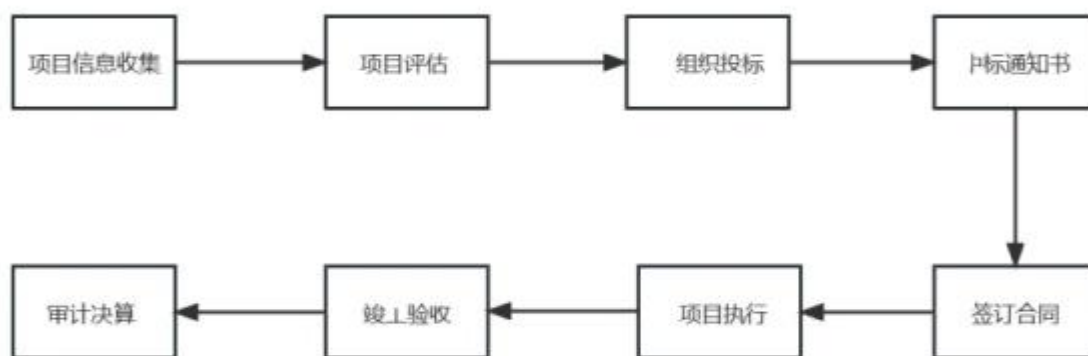 项目信息收集
项目评估
组织投标
中标通知书
签订合同
项目执行
竣工验收
审计决算